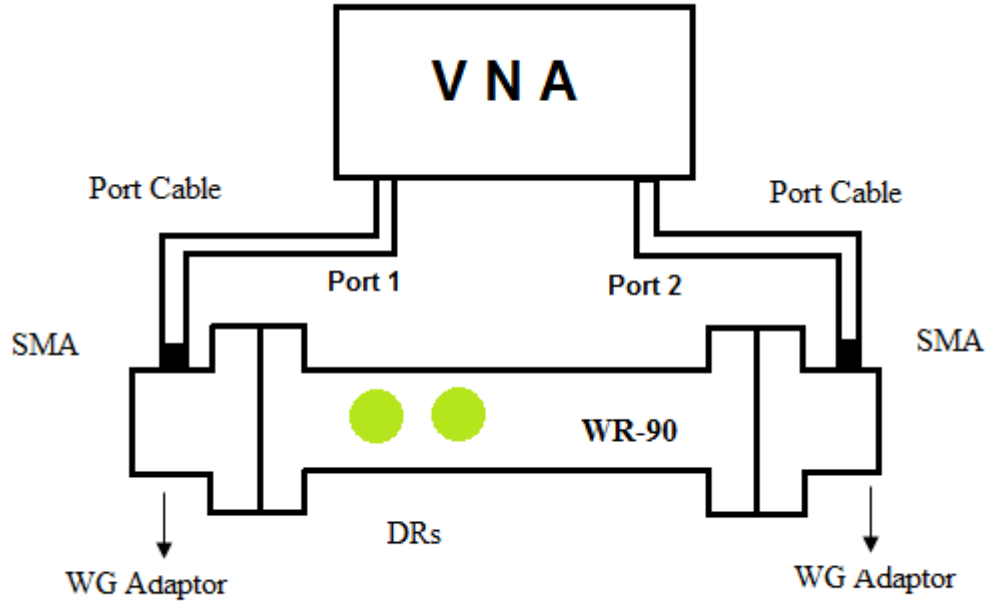 V N A
Port Cable
Port Cable
Port 1
Port 2
SMA
SMA
WR-90
DRs
WG Adaptor
WG Adaptor